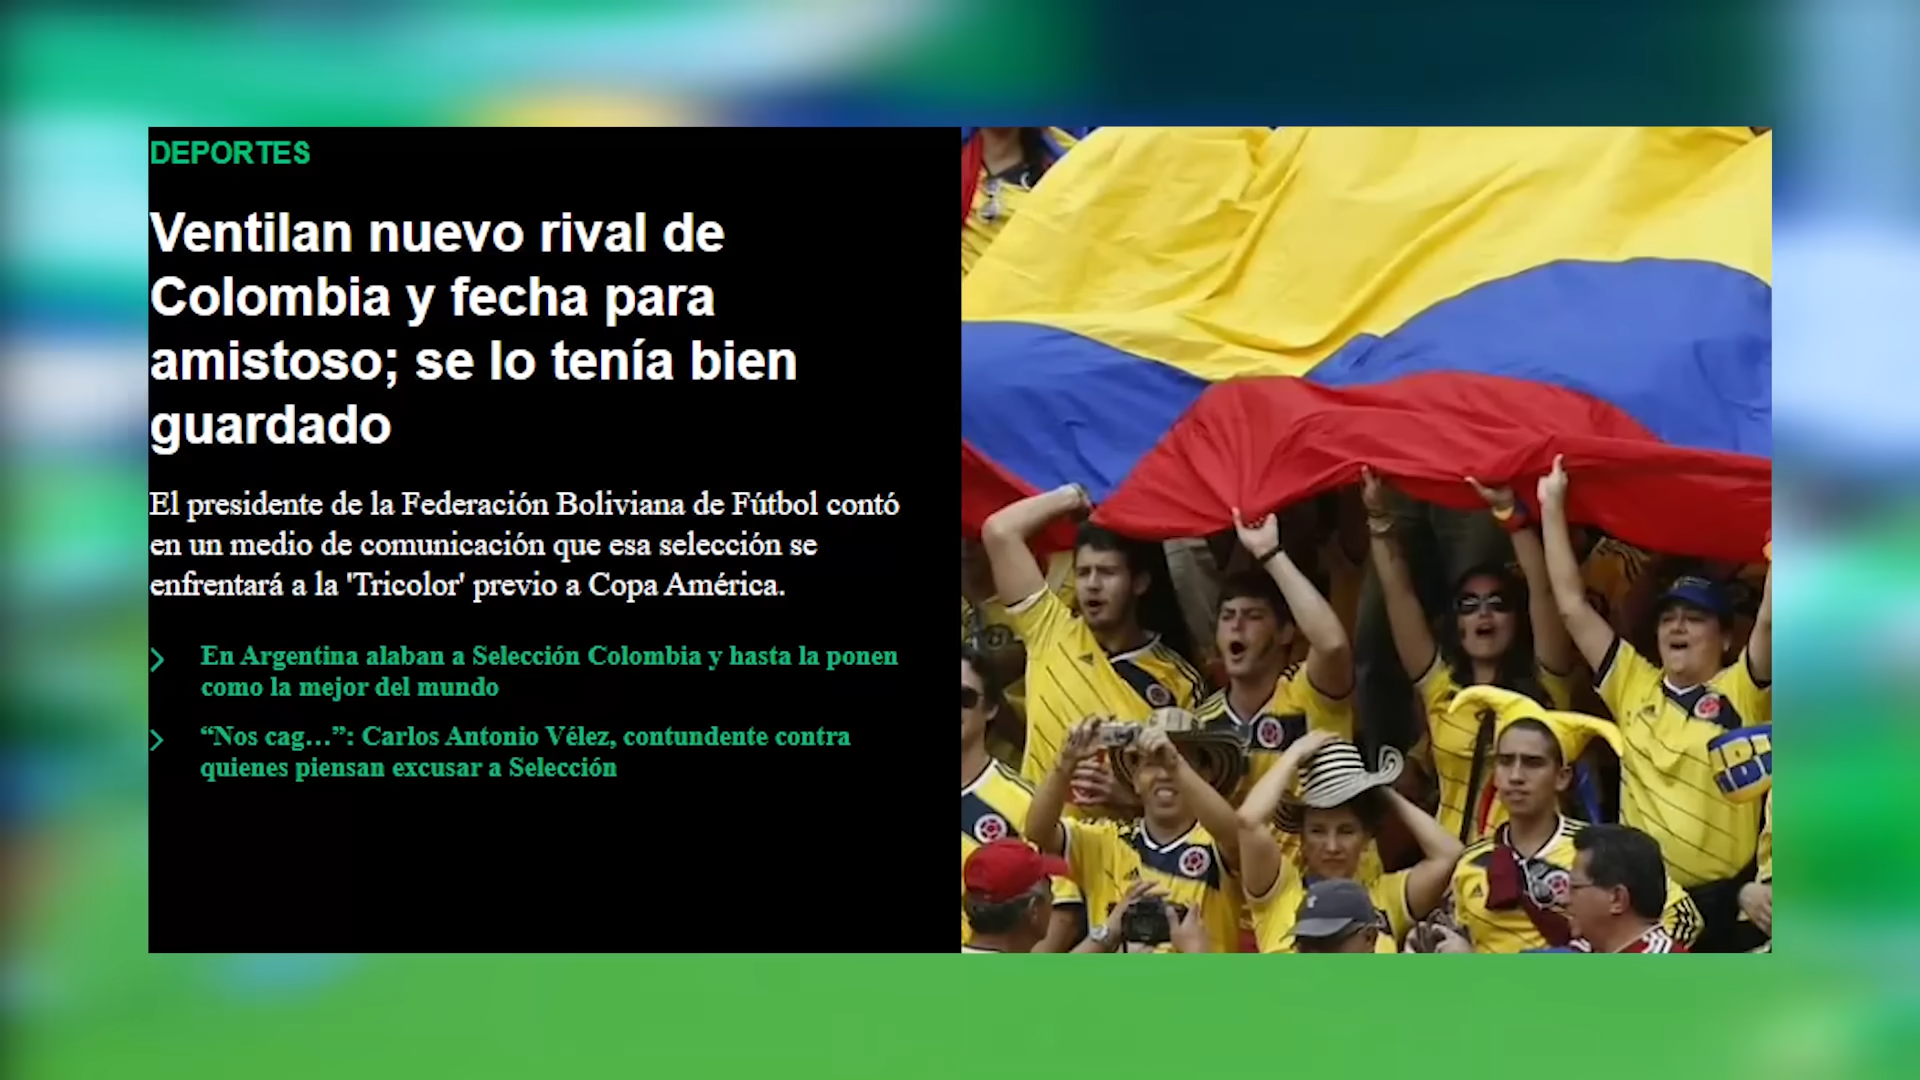 DEPORTES
Ventilan nuevo rival de
Colombia y fecha para
amistoso; se lo tenía bien
guardado
El presidente de la Federación Boliviana de Fútbol contó
en un medio de comunicación que esa selección se
enfrentará a la 'Tricolor' previo a Copa América.
En Argentina alaban a Selección Colombia y hasta la ponen
como la mejor del mundo
“Nos cag…”: Carlos Antonio Vélez, contundente contra
quienes piensan excusar a Selección